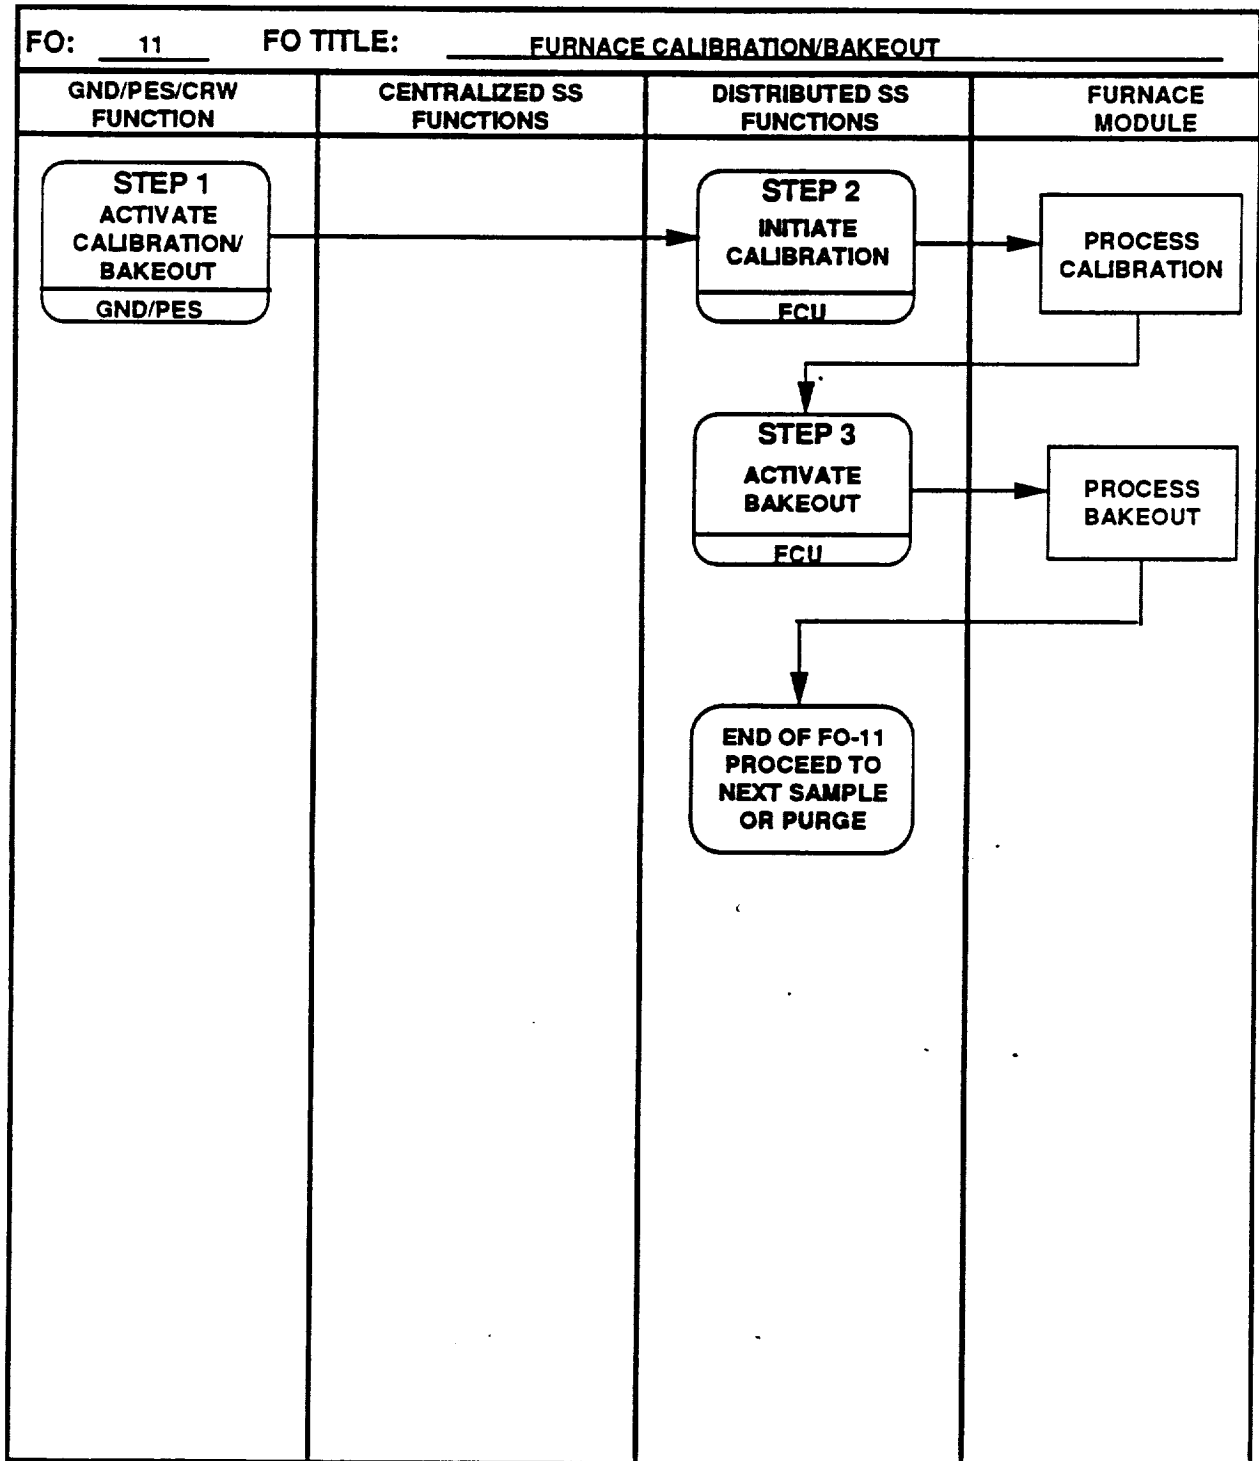 FO: 11 FO TITLE: FURNACE CALIBRATION/BAKEOUT
GND/PES/CRW
FUNCTION
CENTRALIZED SS
FUNCTIONS
DISTRIBUTED SS
FUNCTIONS
FURNACE
MODULE
STEP 1
ACTIVATE
CALIBRATION/
BAKEOUT
GND/PES
STEP 2
INITIATE
CALIBRATION
FCU
PROCESS
CALIBRATION
STEP 3
ACTIVATE
BAKEOUT
FCU
PROCESS
BAKEOUT
END OF FO-11
PROCEED TO
NEXT SAMPLE
OR PURGE